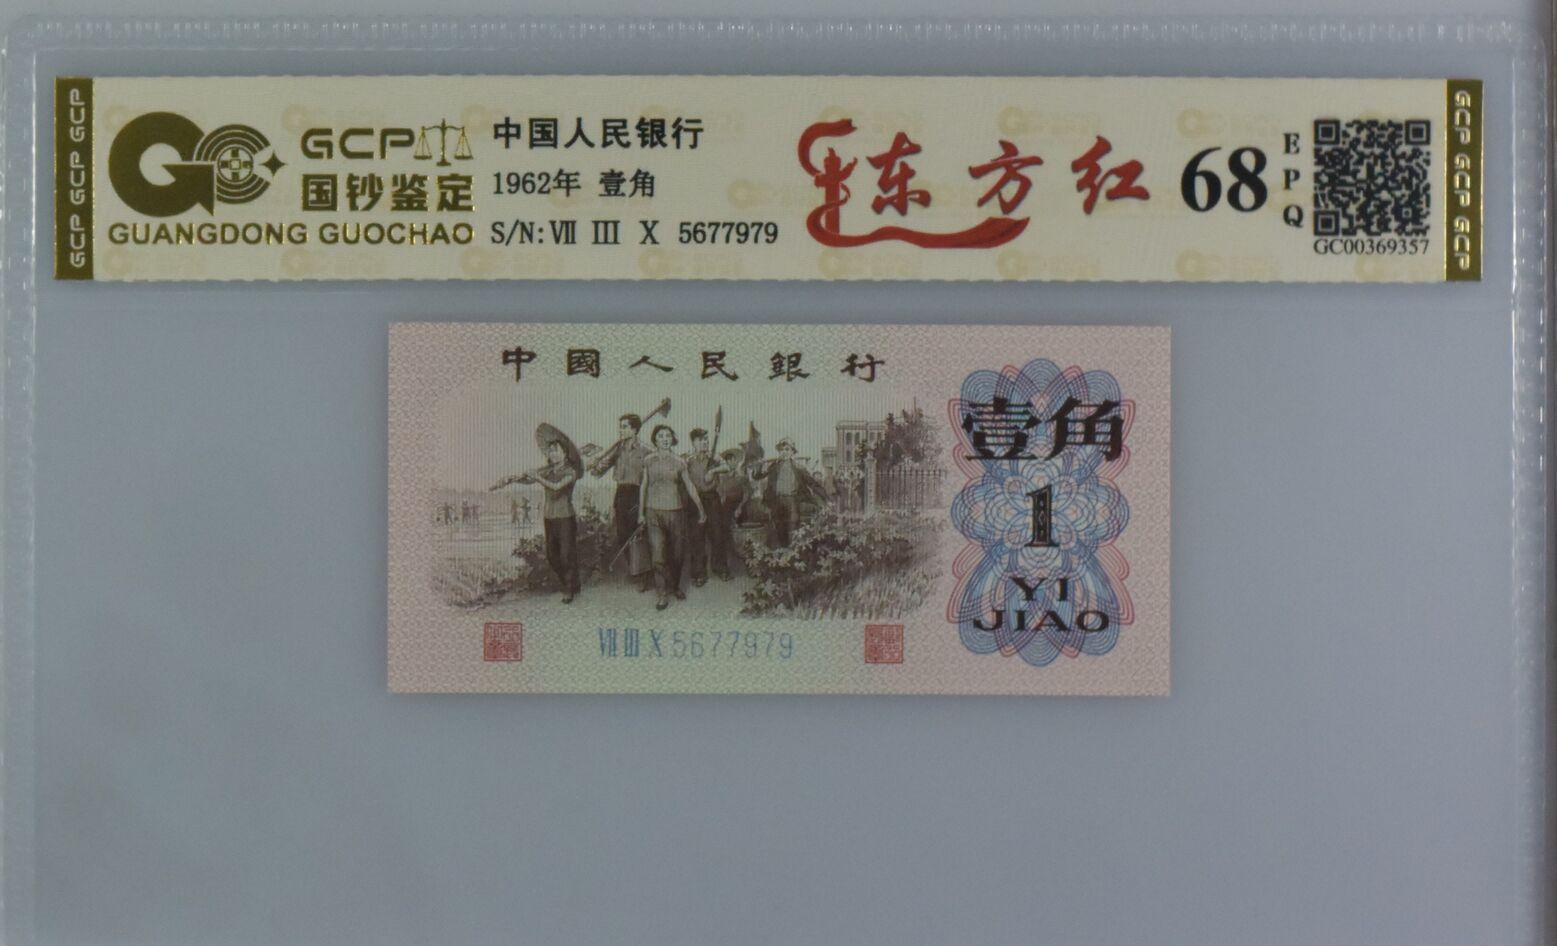 GCP GCP GCP
GCP
国钞鉴定
GUANGDONG GUOCHAO
中国人民银行
1962年 壹角
S/N: Ⅶ Ⅲ Ⅹ 5677979
东方红
68
EPQ
GC00369357
GCP GCP GCP
中國人民銀行
壹角
1
YI
JIAO
Ⅶ Ⅲ Ⅹ 5677979